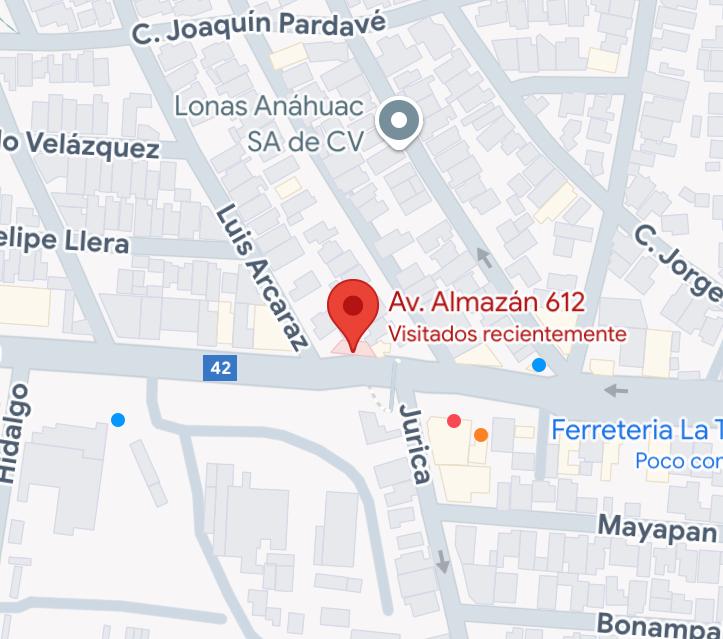 C. Joaquín Pardavé
Lonas Anáhuac
SA de CV
lo Velázquez
elipe Llera
Luis Arcaraz
C. Jorge
Av. Almazán 612
Visitados recientemente
42
Hidalgo
Jurica
Ferreteria La T
Poco con
Mayapan
Bonampa